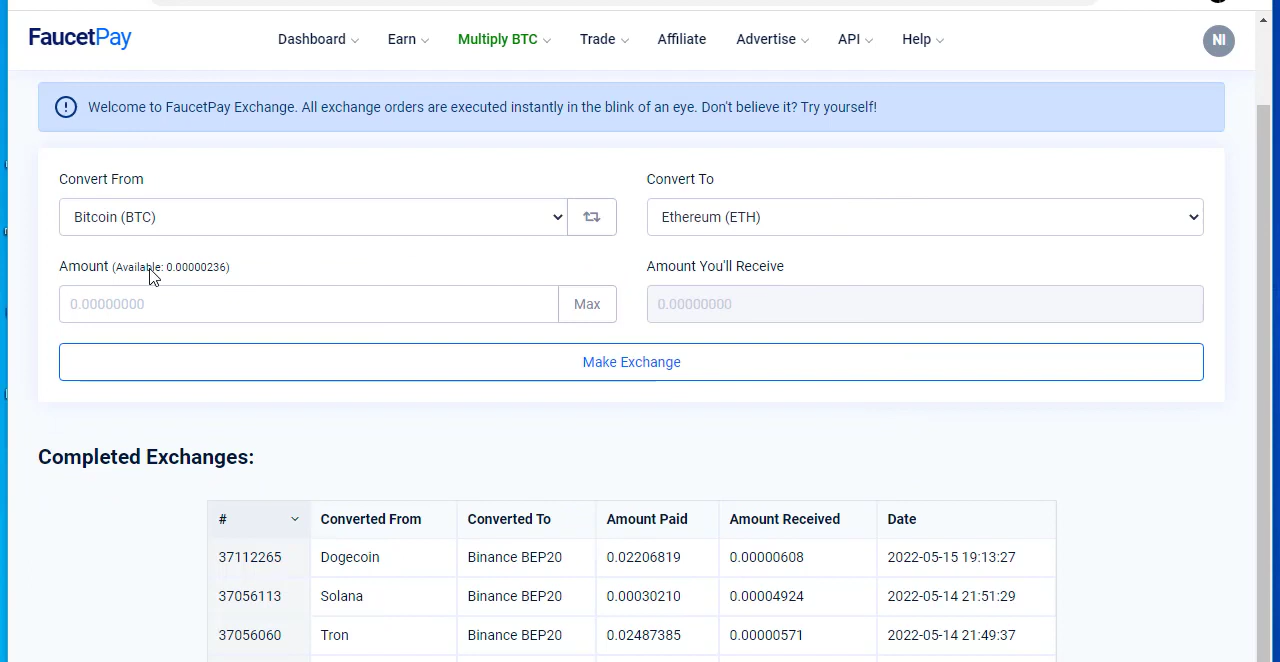 FaucetPay
Dashboard Earn Multiply BTC Trade Affiliate Advertise API Help NI
Welcome to FaucetPay Exchange. All exchange orders are executed instantly in the blink of an eye. Don't believe it? Try yourself!
Convert From
Convert To
Bitcoin (BTC)
Ethereum (ETH)
Amount (Available: 0.00000236)
Amount You'll Receive
0.00000000 Max
0.00000000
Make Exchange
Completed Exchanges:
# Converted From Converted To Amount Paid Amount Received Date
37112265 Dogecoin Binance BEP20 0.02206819 0.00000608 2022-05-15 19:13:27
37056113 Solana Binance BEP20 0.00030210 0.00004924 2022-05-14 21:51:29
37056060 Tron Binance BEP20 0.02487385 0.00000571 2022-05-14 21:49:37